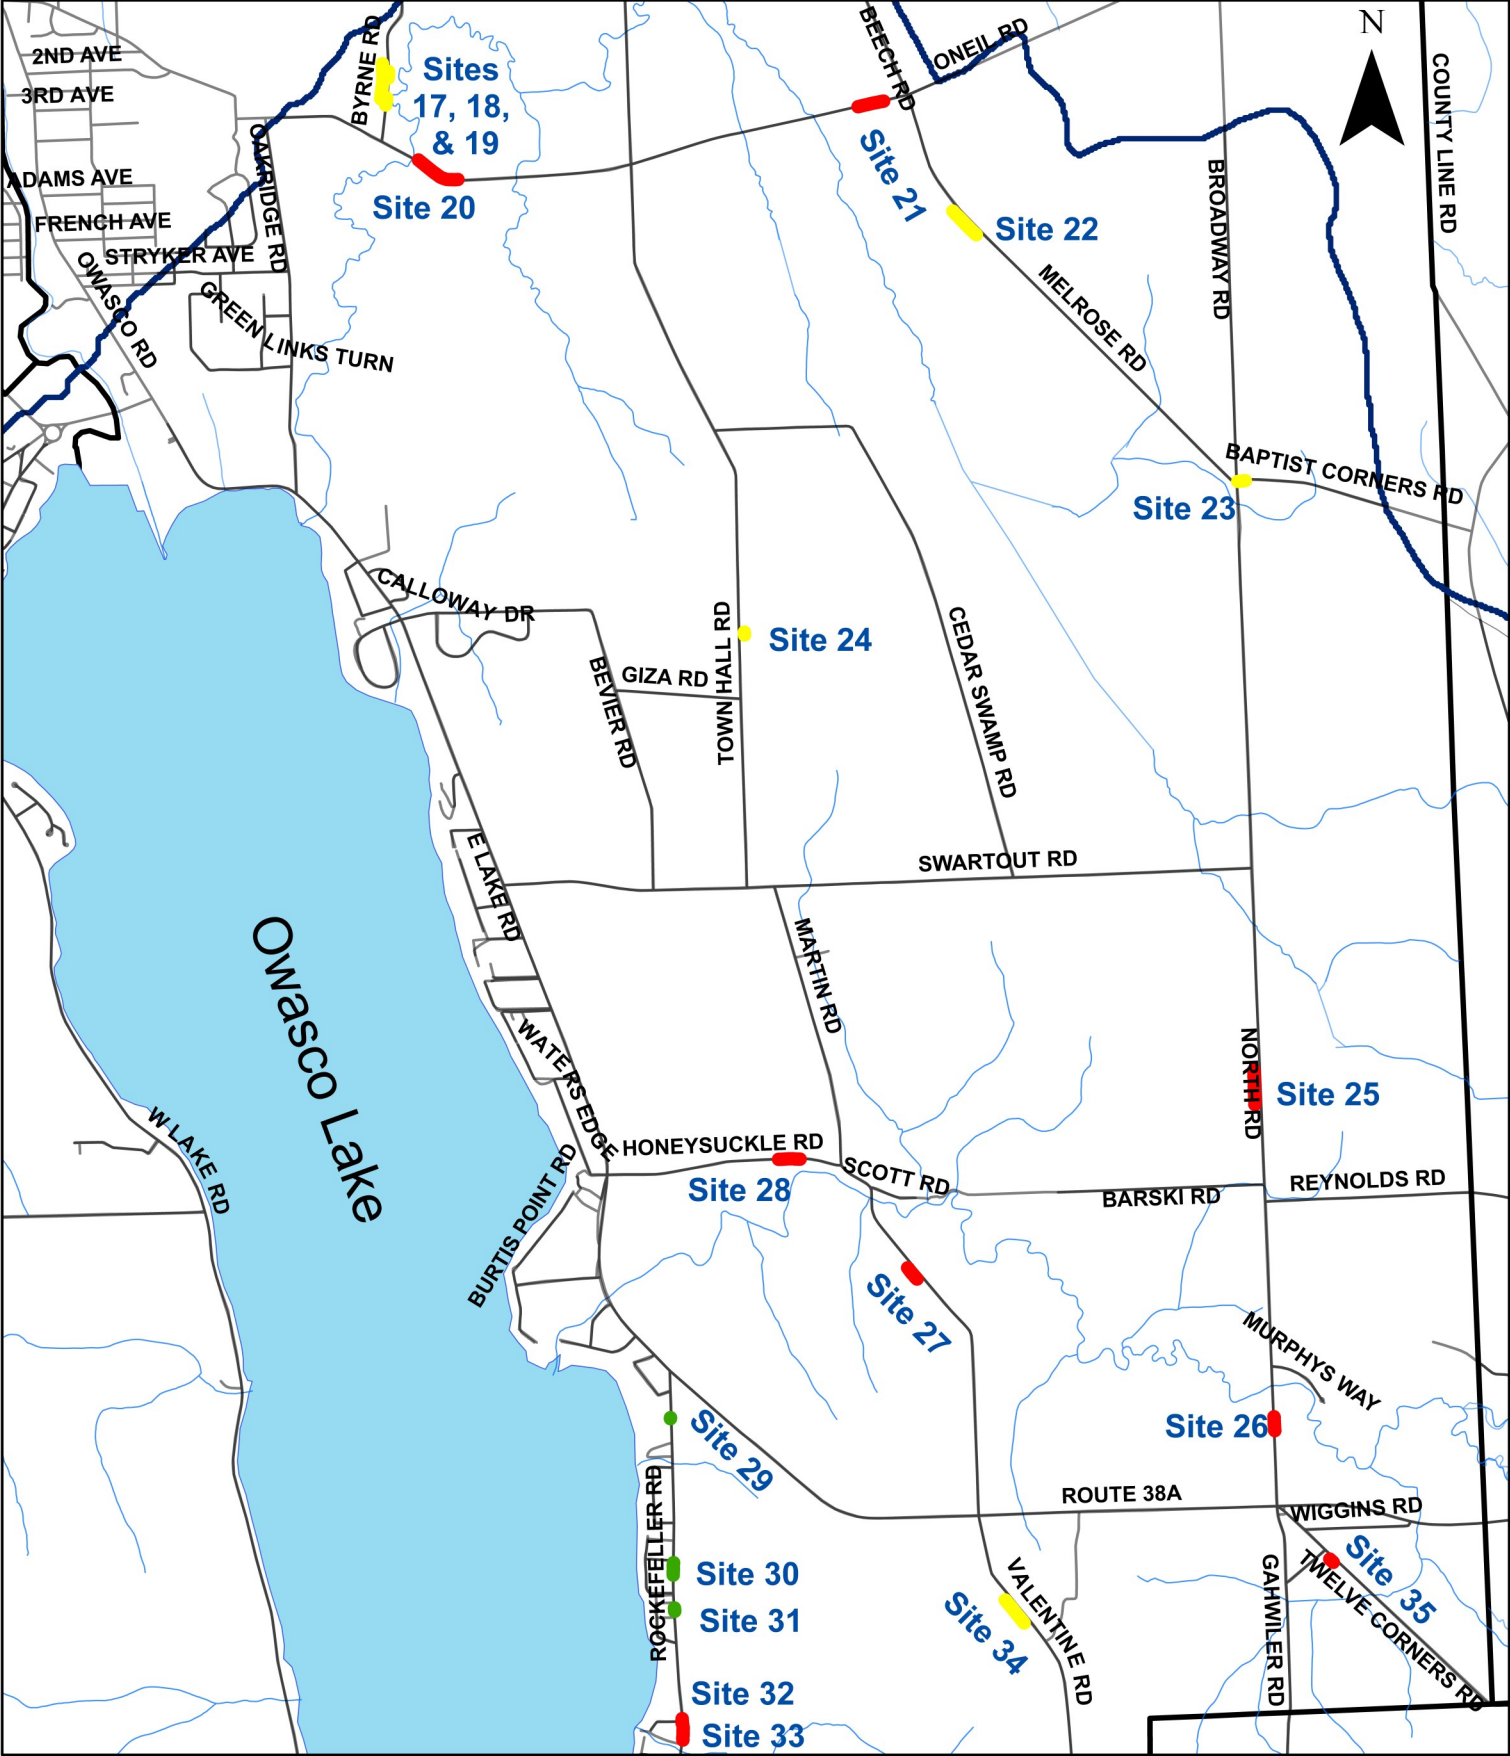 N
2ND AVE
3RD AVE
BYRNE RD
Sites
17, 18,
& 19
BEECH RD
ONEIL RD
COUNTY LINE RD
ADAMS AVE
FRENCH AVE
STRYKER AVE
OAKRIDGE RD
OWASCO RD
GREEN LINKS TURN
Site 20
Site 21
Site 22
BROADWAY RD
MELROSE RD
BAPTIST CORNERS RD
Site 23
CALLOWAY DR
BEVIER RD
GIZA RD
TOWN HALL RD
Site 24
CEDAR SWAMP RD
SWARTOUT RD
E LAKE RD
MARTIN RD
Owasco Lake
WATERS EDGE
NORTH RD
Site 25
W LAKE RD
BURTIS POINT RD
HONEYSUCKLE RD
SCOTT RD
Site 28
BARSKI RD
REYNOLDS RD
Site 27
MURPHYS WAY
Site 26
Site 29
ROUTE 38A
WIGGINS RD
ROCKEFELLER RD
Site 30
Site 31
Site 34
VALENTINE RD
GAHWILER RD
TWELVE CORNERS RD
Site 35
Site 32
Site 33